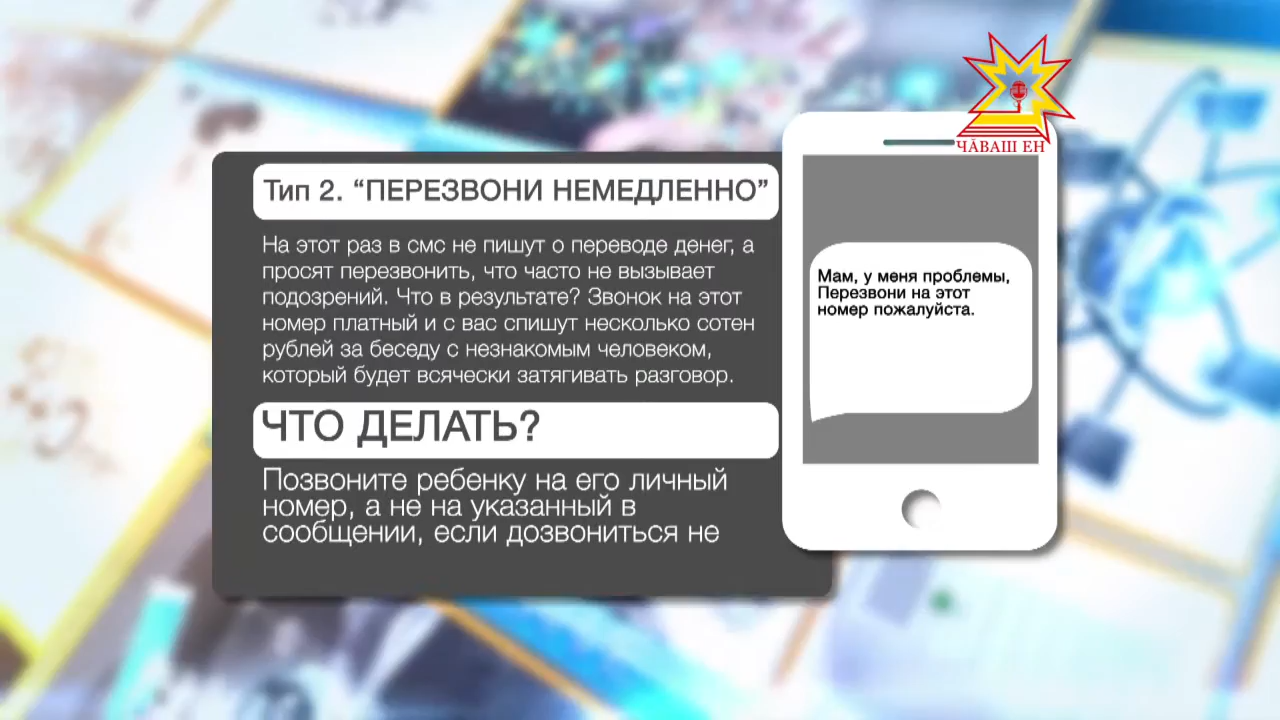 ЧӐВАШ ЕН
Тип 2. “ПЕРЕЗВОНИ НЕМЕДЛЕННО”
На этот раз в смс не пишут о переводе денег, а
просят перезвонить, что часто не вызывает
подозрений. Что в результате? Звонок на этот
номер платный и с вас спишут несколько сотен
рублей за беседу с незнакомым человеком,
который будет всячески затягивать разговор.
ЧТО ДЕЛАТЬ?
Позвоните ребенку на его личный
номер, а не на указанный в
сообщении, если дозвониться не
Мам, у меня проблемы,
Перезвони на этот
номер пожалуйста.